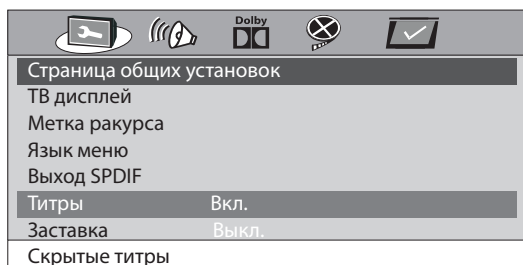 Dolby
Страница общих установок
ТВ дисплей
Метка ракурса
Язык меню
Выход SPDIF
Титры Вкл.
Заставка Выкл.
Скрытые титры